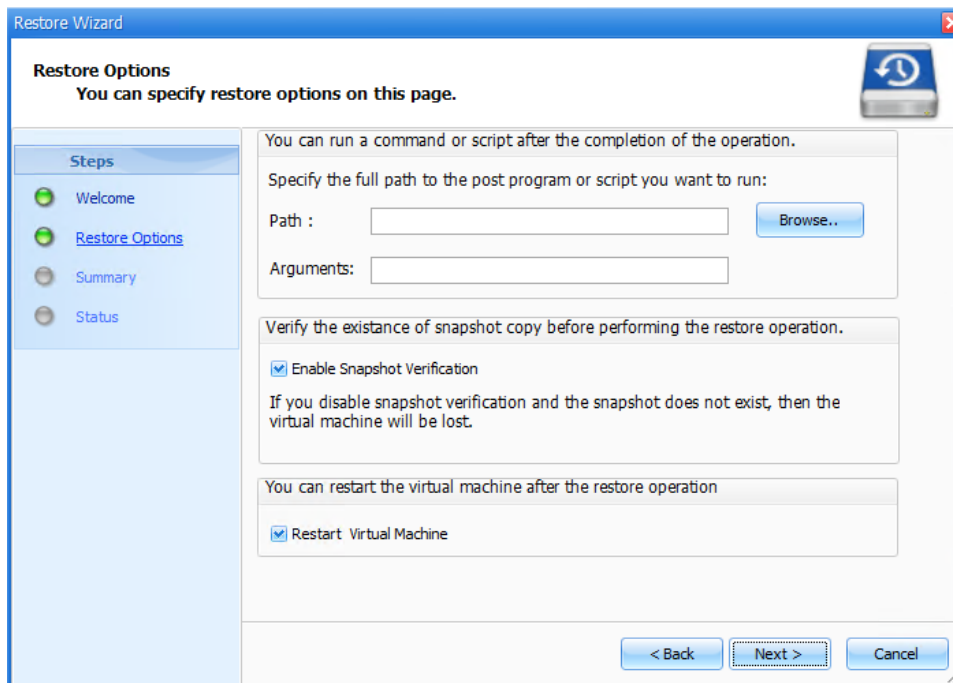 Restore Wizard
Restore Options
You can specify restore options on this page.
Steps
Welcome
Restore Options
Summary
Status
You can run a command or script after the completion of the operation.
Specify the full path to the post program or script you want to run:
Path :
Browse..
Arguments:
Verify the existance of snapshot copy before performing the restore operation.
Enable Snapshot Verification
If you disable snapshot verification and the snapshot does not exist, then the
virtual machine will be lost.
You can restart the virtual machine after the restore operation
Restart Virtual Machine
< Back
Next >
Cancel